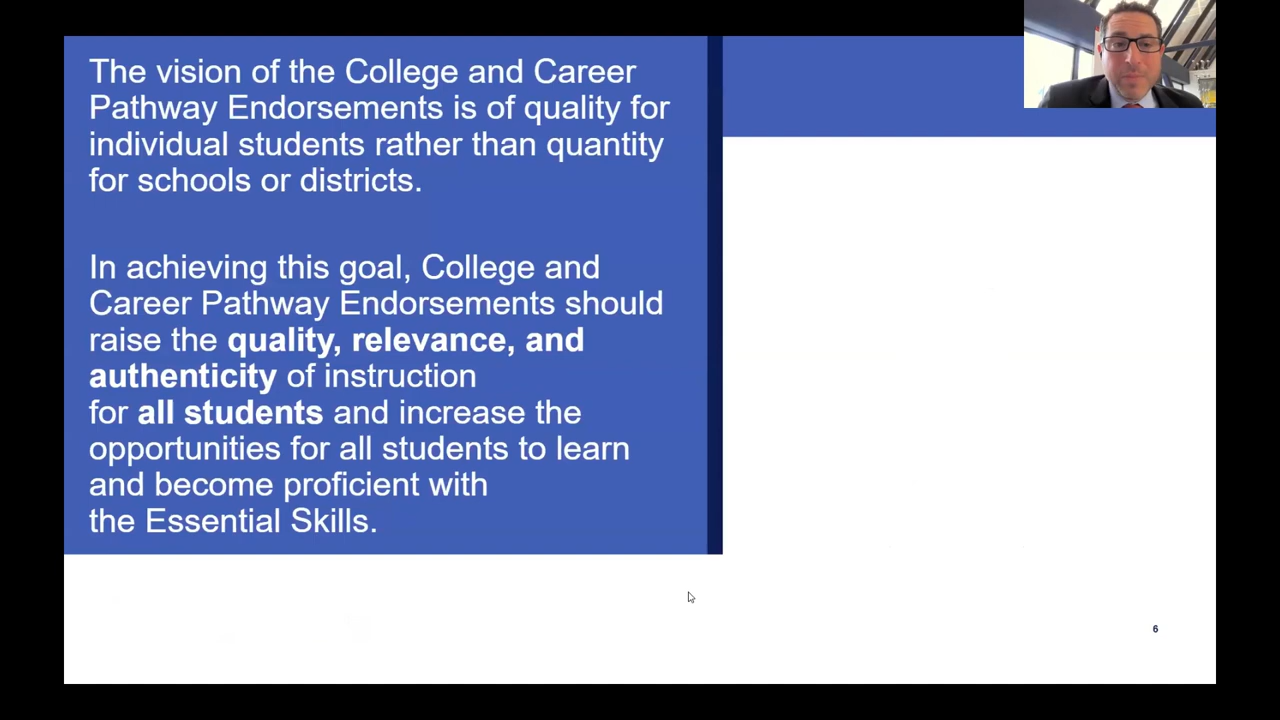 The vision of the College and Career
Pathway Endorsements is of quality for
individual students rather than quantity
for schools or districts.
In achieving this goal, College and
Career Pathway Endorsements should
raise the quality, relevance, and
authenticity of instruction
for all students and increase the
opportunities for all students to learn
and become proficient with
the Essential Skills.
6